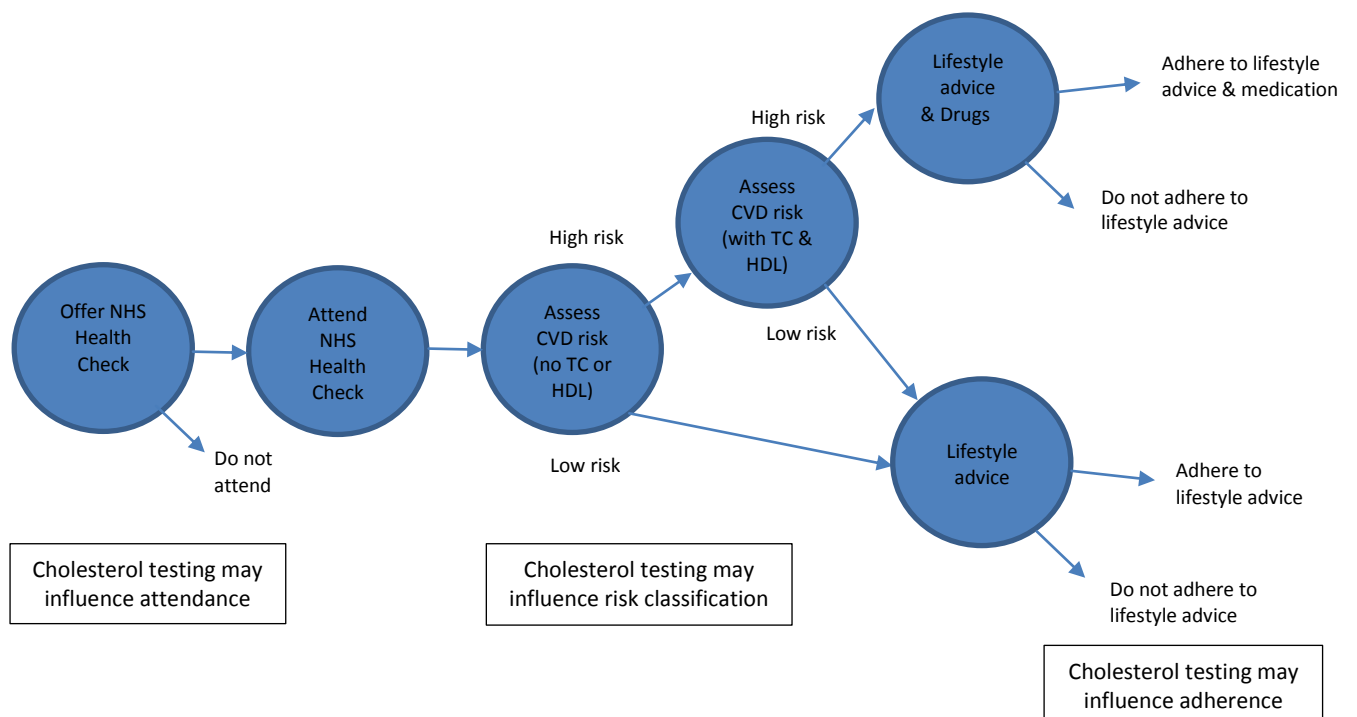 Offer NHS
Health
Check
Do not
attend
Attend
NHS
Health
Check
Assess
CVD risk
(no TC or
HDL)
High risk
Low risk
Assess
CVD risk
(with TC &
HDL)
High risk
Low risk
Lifestyle
advice
& Drugs
Adhere to lifestyle
advice & medication
Do not adhere to
lifestyle advice
Lifestyle
advice
Adhere to
lifestyle advice
Do not adhere to
lifestyle advice
Cholesterol testing may
influence attendance
Cholesterol testing may
influence risk classification
Cholesterol testing may
influence adherence